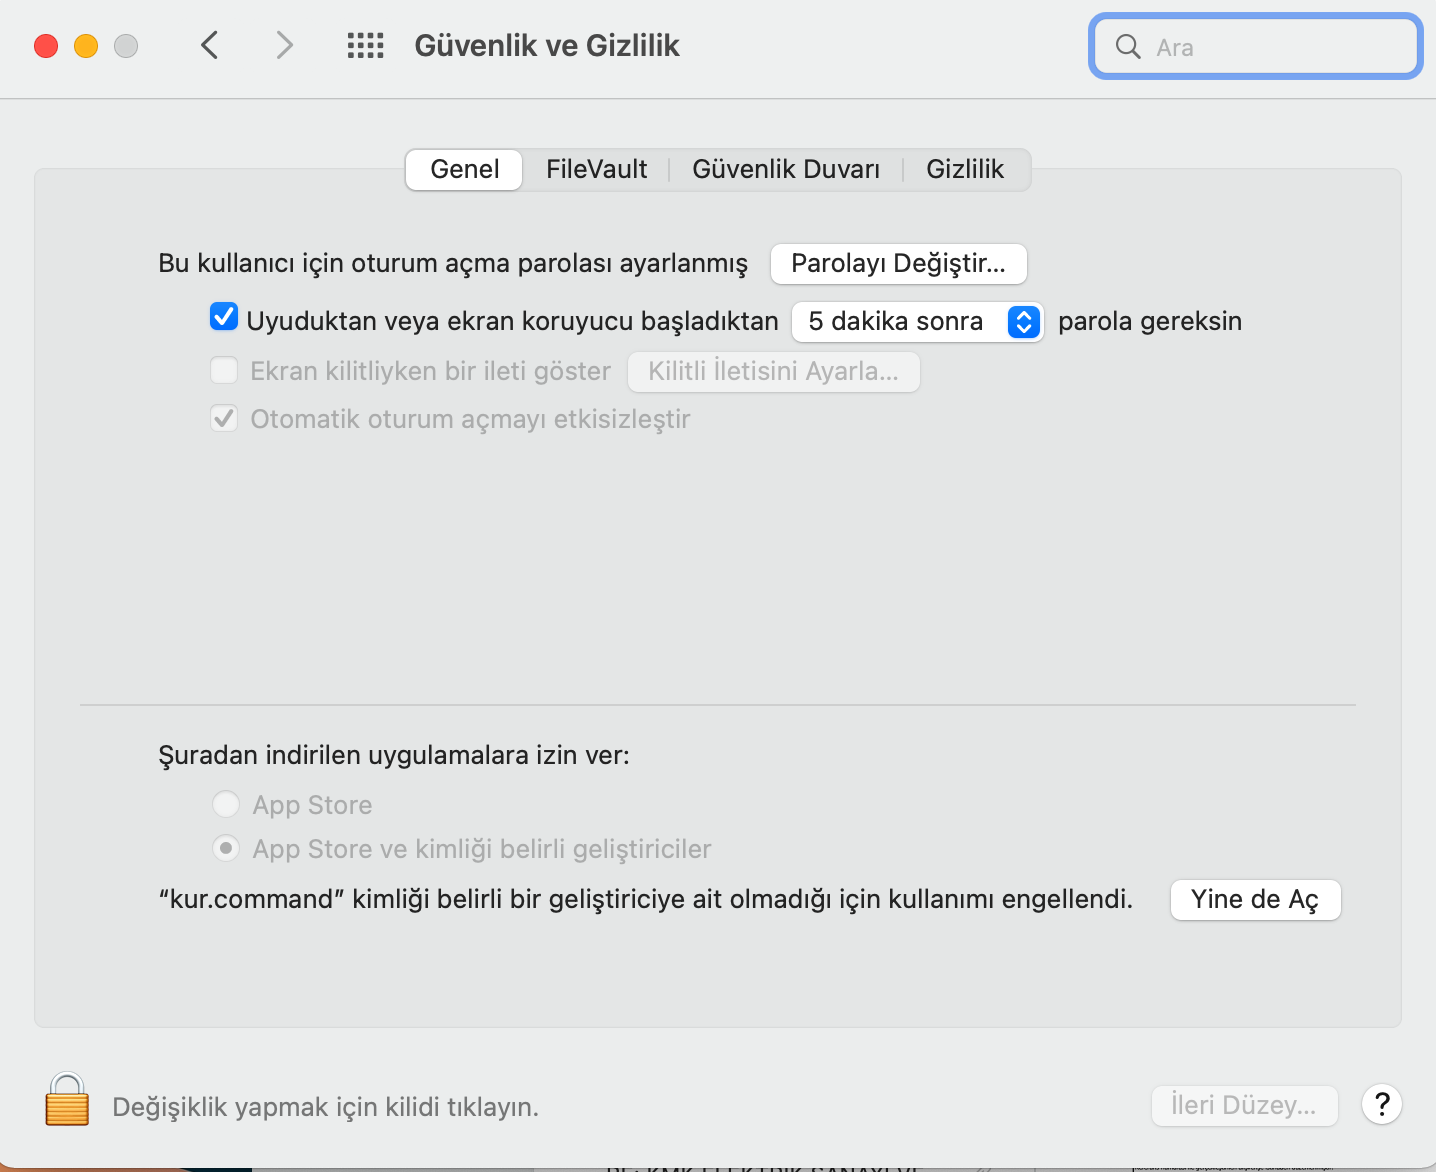 Güvenlik ve Gizlilik
Ara
Genel FileVault Güvenlik Duvarı Gizlilik
Bu kullanıcı için oturum açma parolası ayarlanmış Parolayı Değiştir...
Uyuduktan veya ekran koruyucu başladıktan 5 dakika sonra parola gereksin
Ekran kilitliyken bir ileti göster Kilitli İletisini Ayarla...
Otomatik oturum açmayı etkisizleştir
Şuradan indirilen uygulamalara izin ver:
App Store
App Store ve kimliği belirli geliştiriciler
“kur.command” kimliği belirli bir geliştiriciye ait olmadığı için kullanımı engellendi. Yine de Aç
Değişiklik yapmak için kilidi tıklayın.
İleri Düzey... ?